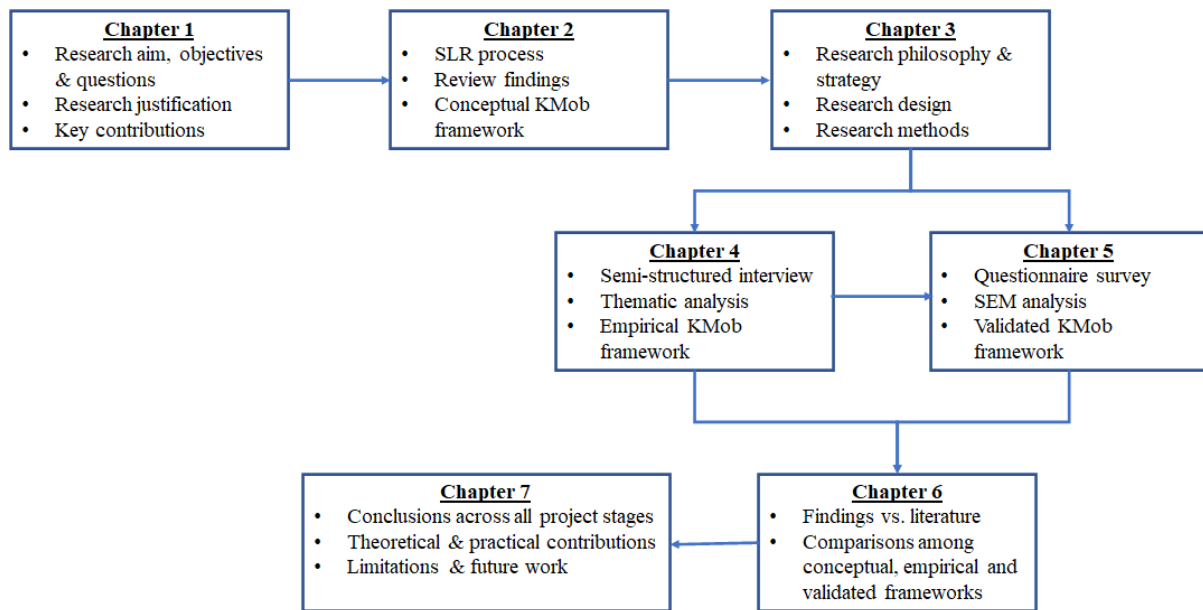 Chapter 1
• Research aim, objectives
& questions
• Research justification
• Key contributions
Chapter 2
• SLR process
• Review findings
• Conceptual KMob
framework
Chapter 3
• Research philosophy &
strategy
• Research design
• Research methods
Chapter 4
• Semi-structured interview
• Thematic analysis
• Empirical KMob
framework
Chapter 5
• Questionnaire survey
• SEM analysis
• Validated KMob
framework
Chapter 6
• Findings vs. literature
• Comparisons among
conceptual, empirical and
validated frameworks
Chapter 7
• Conclusions across all project stages
• Theoretical & practical contributions
• Limitations & future work